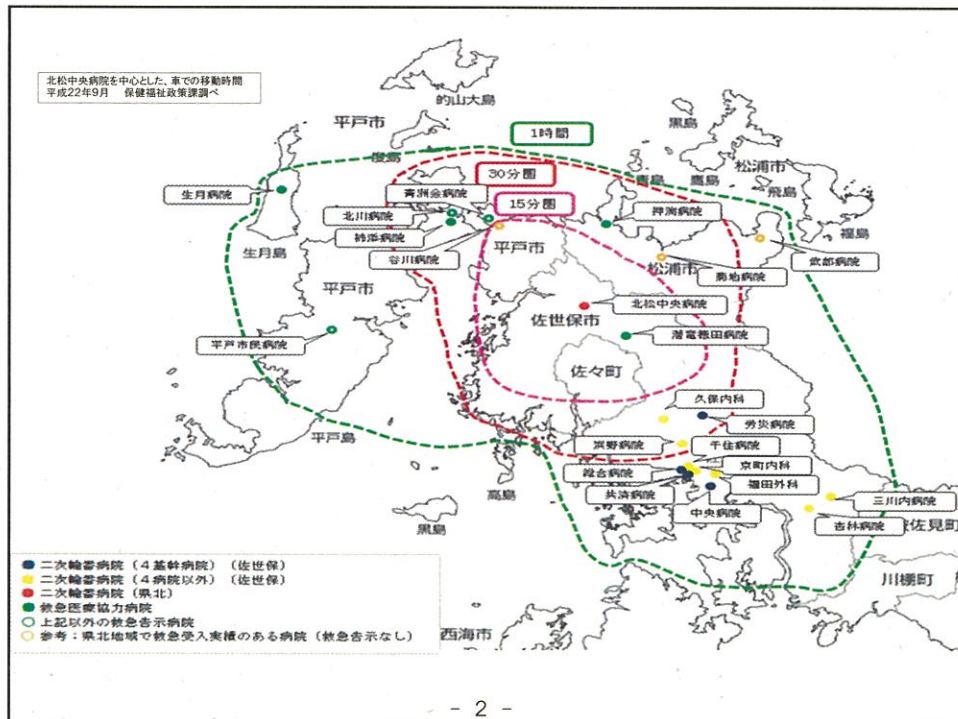 北松中央病院を中心とした、車での移動時間
平成22年9月　保健福祉政策課調べ
的山大島
平戸市
黒島
1時間
度島
松浦市
青島
鷹島
飛島
30分圏
青洲会病院
生月病院
15分圏
北川病院
押渕病院
柿添病院
平戸市
福島
谷川病院
武部病院
生月島
松浦市
菊地病院
平戸市
北松中央病院
佐世保市
平戸市民病院
潜竜徳田病院
佐々町
久保内科
労災病院
平戸島
浜野病院
千住病院
京町内科
総合病院
福田外科
高島
共済病院
三川内病院
中央病院
杏林病院
佐見町
黒島
川棚町
西海市
二次輪番病院（4基幹病院）（佐世保）
二次輪番病院（4病院以外）（佐世保）
二次輪番病院（県北）
救急医療協力病院
上記以外の救急告示病院
参考：県北地域で救急受入実績のある病院（救急告示なし）
- 2 -